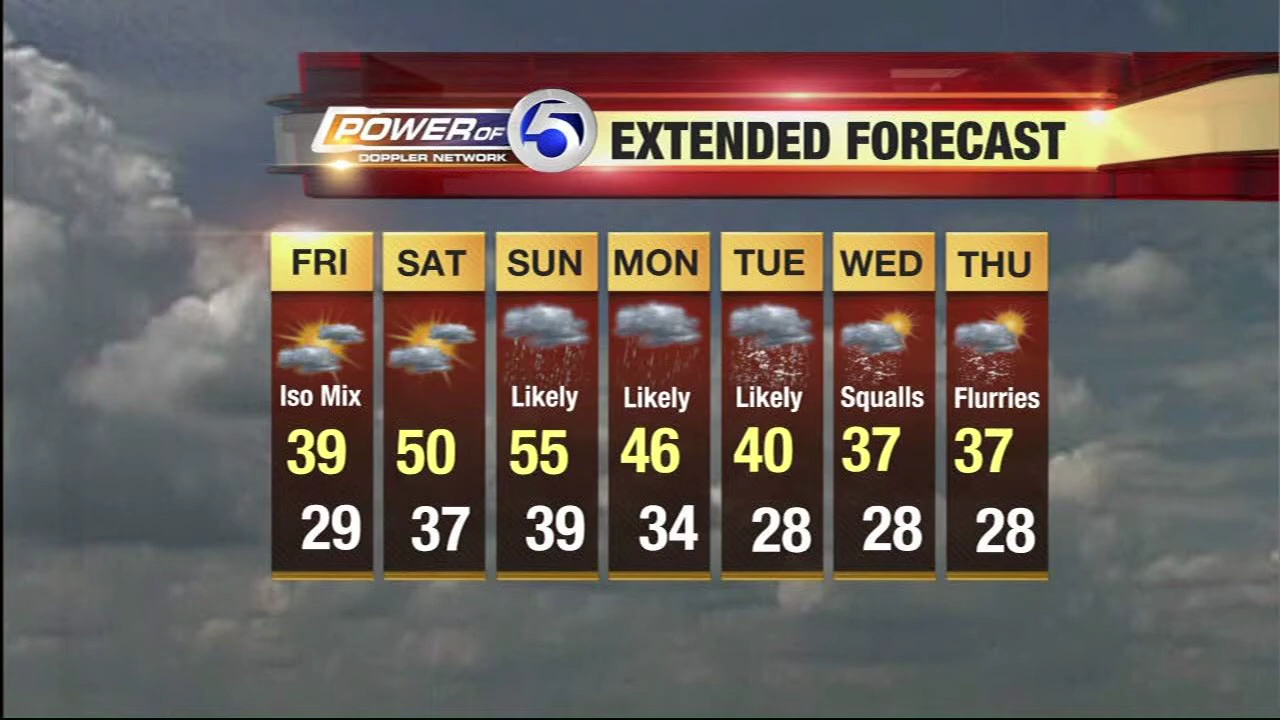 POWER OF 5
DOPPLER NETWORK
EXTENDED FORECAST
FRI SAT SUN MON TUE WED THU
Iso Mix Likely Likely Likely Squalls Flurries
39 50 55 46 40 37 37
29 37 39 34 28 28 28